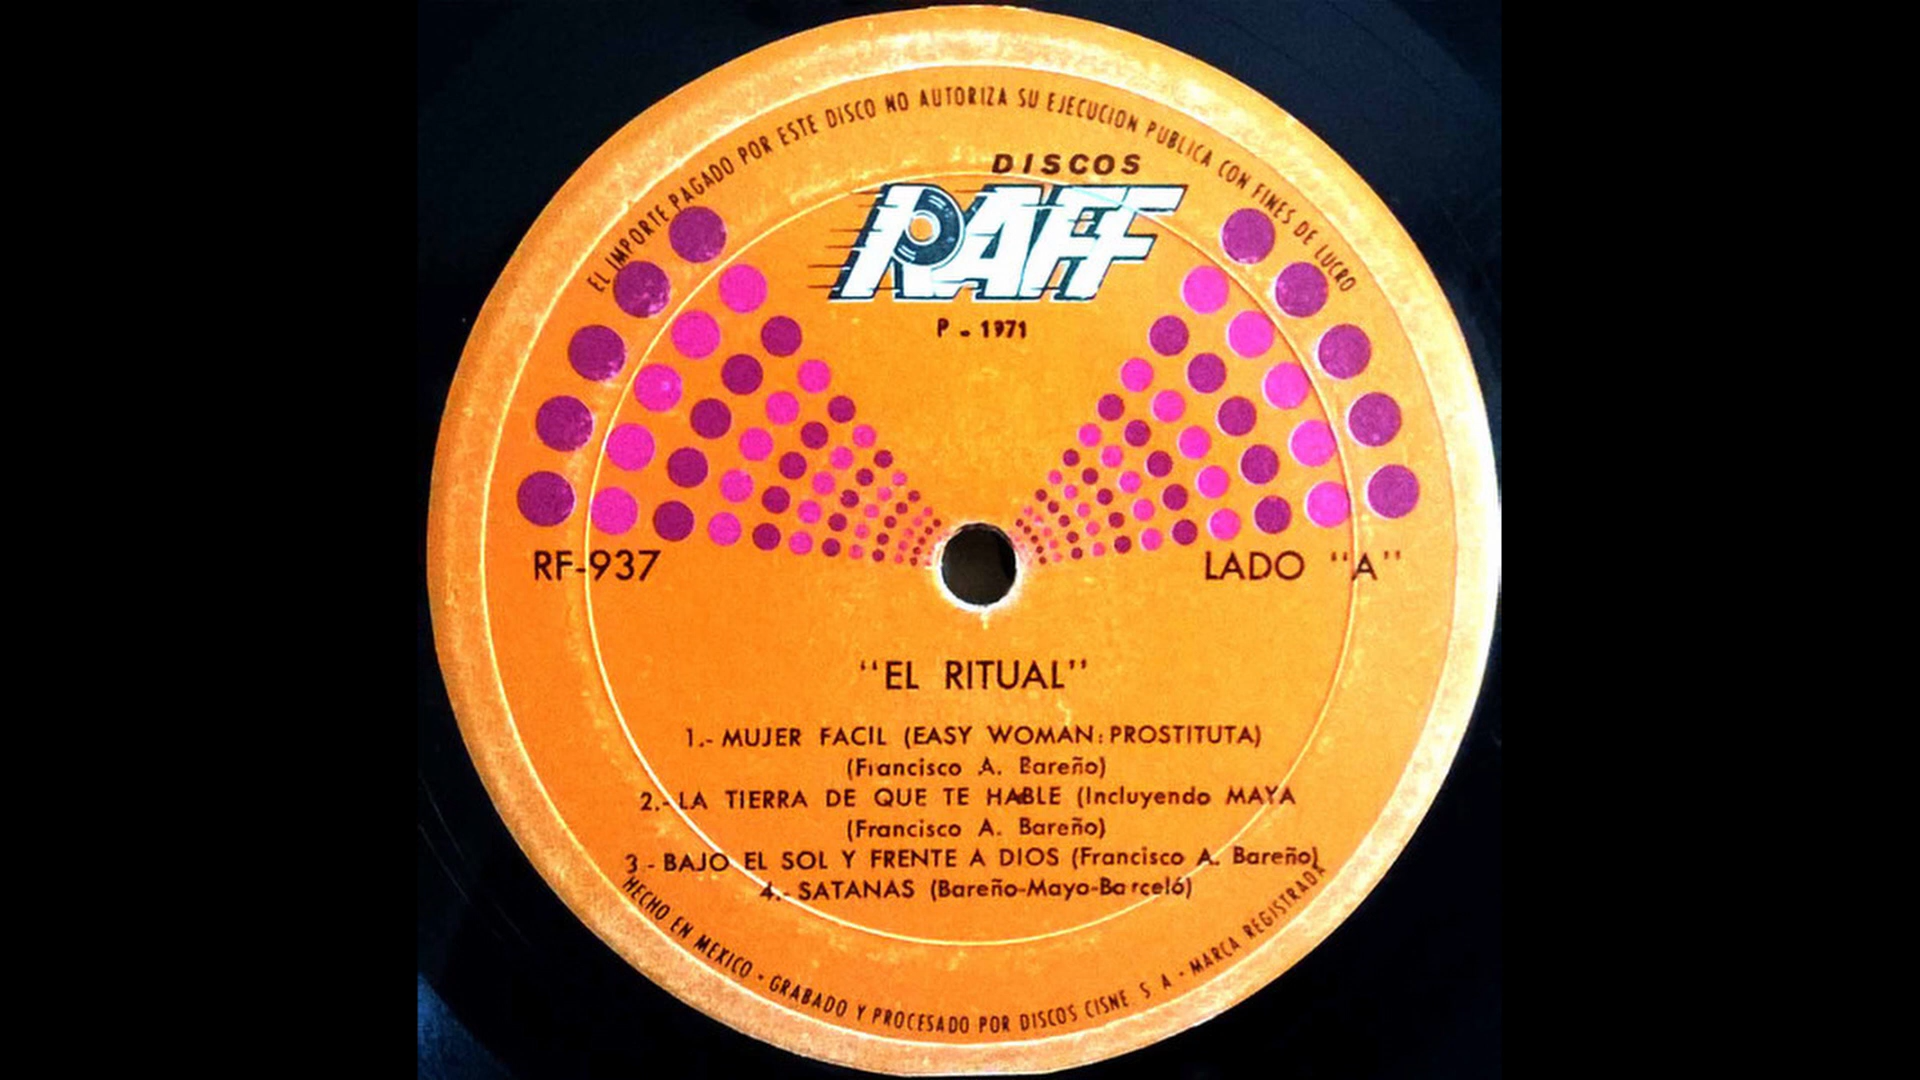 EL IMPORTE PAGADO POR ESTE DISCO NO AUTORIZA SU EJECUCION PUBLICA CON FINES DE LUCRO
DISCOS
RAFF
P - 1971
RF-937
LADO "A"
"EL RITUAL"
1.- MUJER FACIL (EASY WOMAN: PROSTITUTA)
(Francisco A. Bareño)
2.- LA TIERRA DE QUE TE HABLE (Incluyendo MAYA
(Francisco A. Bareño)
3.- BAJO EL SOL Y FRENTE A DIOS (Francisco A. Bareño)
4.- SATANAS (Bareño-Mayo-Barceló)
HECHO EN MEXICO - GRABADO Y PROCESADO POR DISCOS CISNE. S A - MARCA REGISTRADA